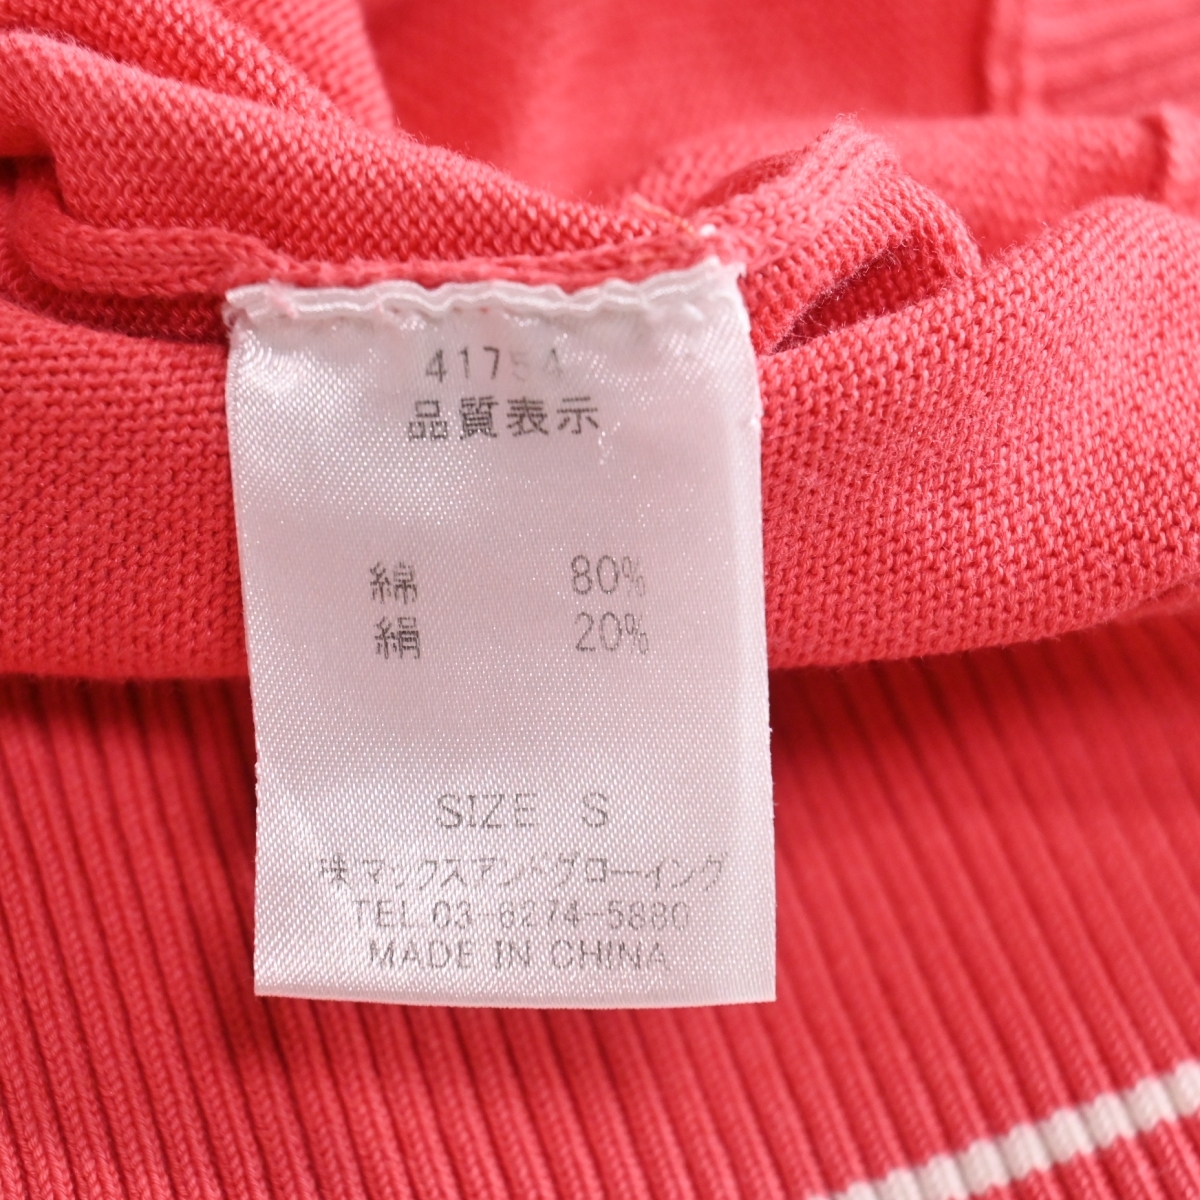 41754
品質表示
綿 80%
絹 20%
SIZE S
㈱マックスアンドグローイング
TEL 03-6274-5880
MADE IN CHINA